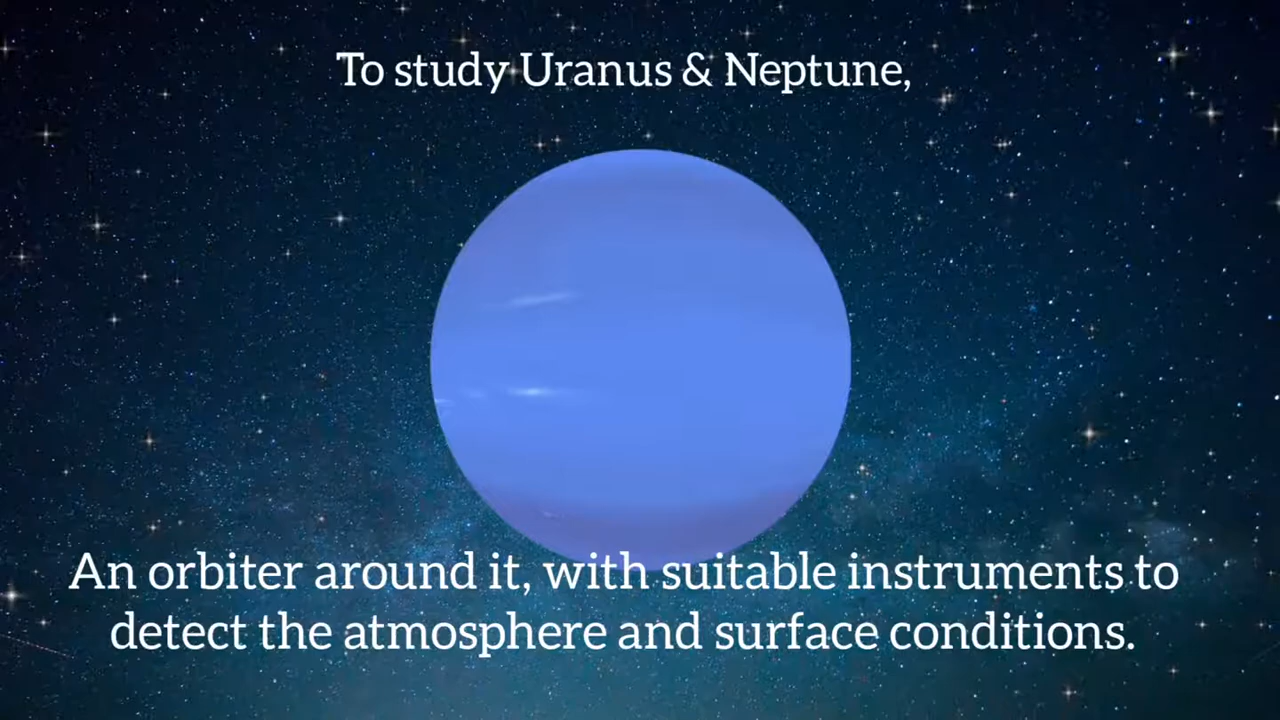 To study Uranus & Neptune,
An orbiter around it, with suitable instruments to
detect the atmosphere and surface conditions.